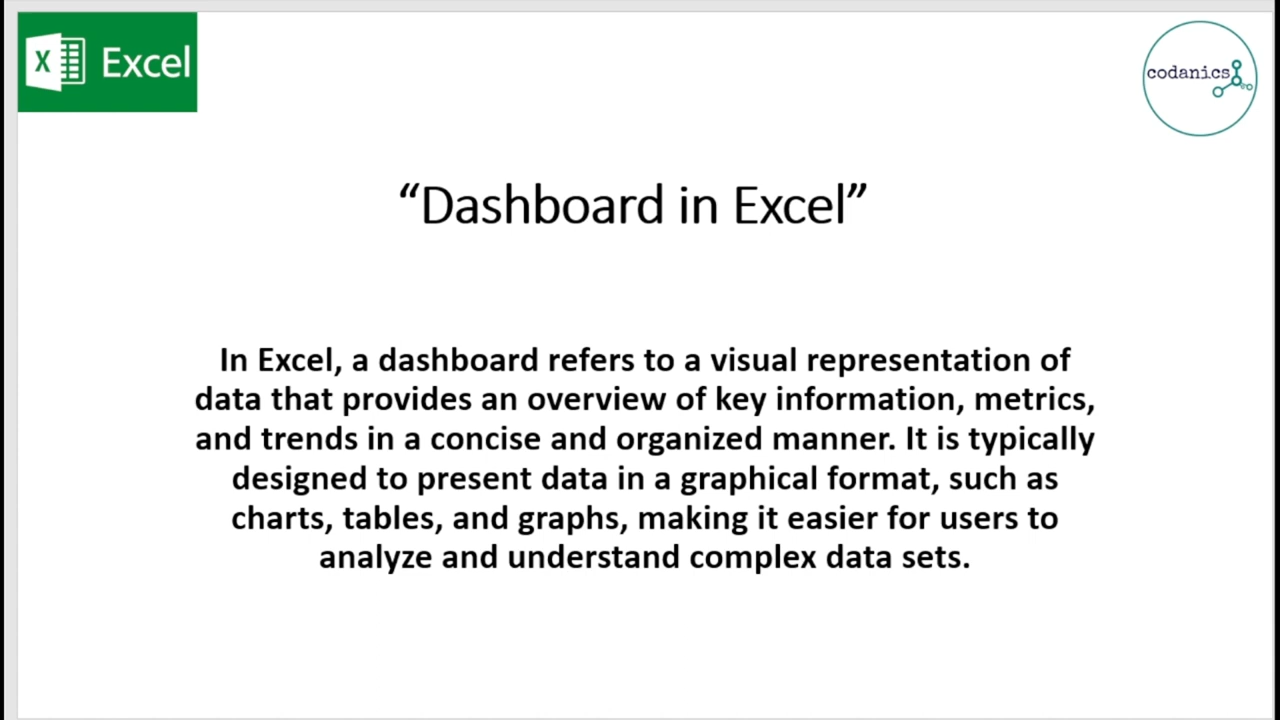 X Excel
codanics
“Dashboard in Excel”
In Excel, a dashboard refers to a visual representation of
data that provides an overview of key information, metrics,
and trends in a concise and organized manner. It is typically
designed to present data in a graphical format, such as
charts, tables, and graphs, making it easier for users to
analyze and understand complex data sets.